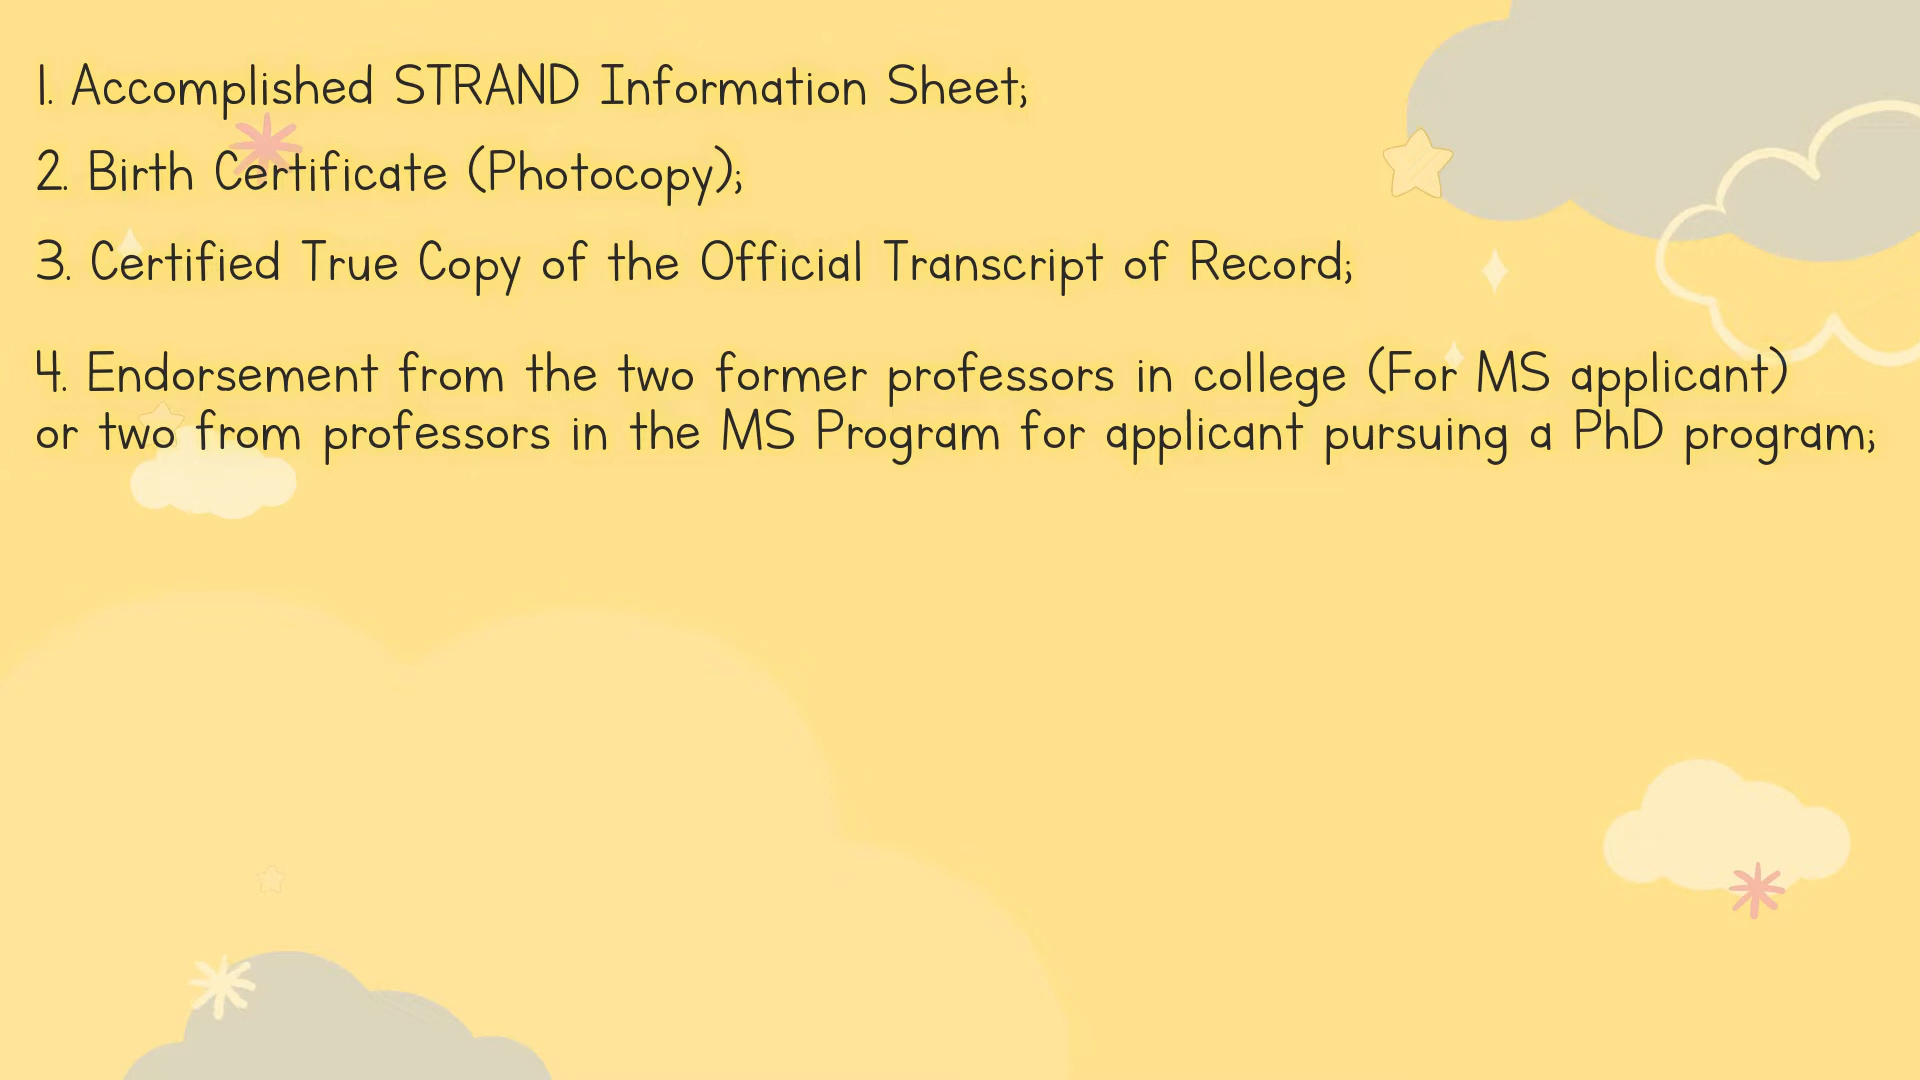 1. Accomplished STRAND Information Sheet;
2. Birth Certificate (Photocopy);
3. Certified True Copy of the Official Transcript of Record;
4. Endorsement from the two former professors in college (For MS applicant)
or two from professors in the MS Program for applicant pursuing a PhD program;